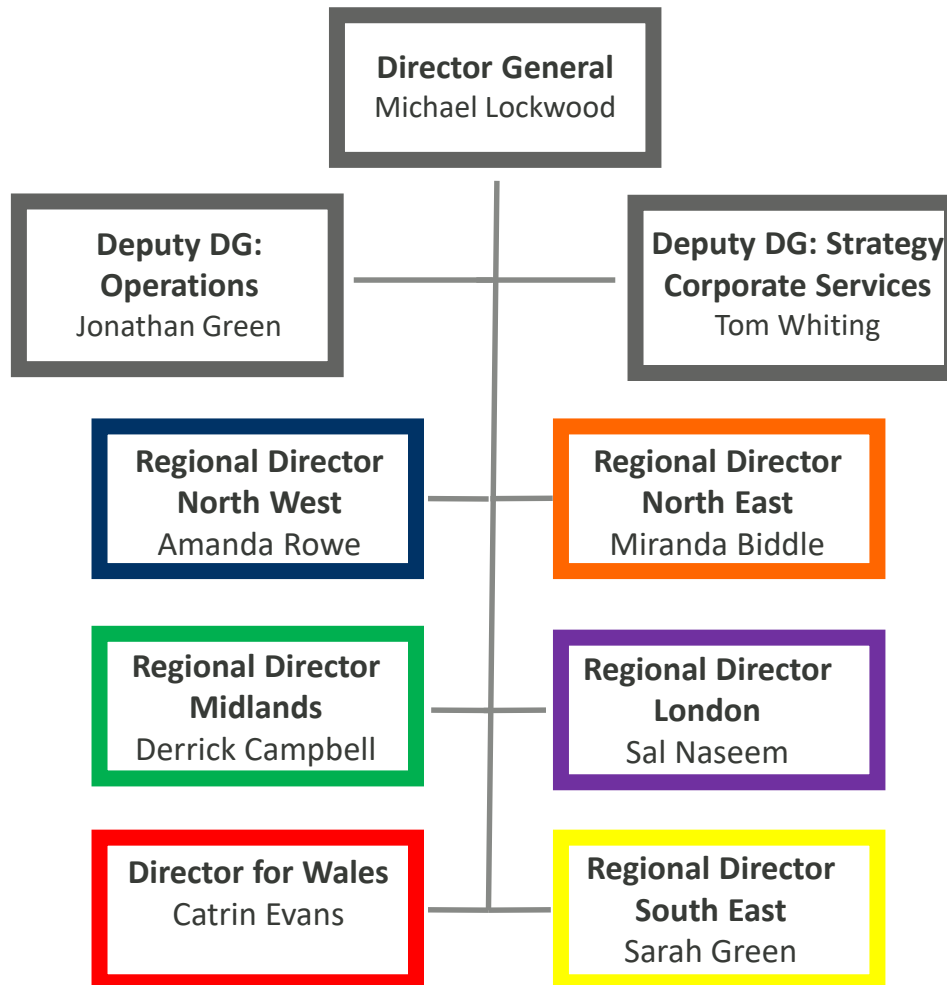 Director General
Michael Lockwood
Deputy DG:
Operations
Jonathan Green
Deputy DG: Strategy
Corporate Services
Tom Whiting
Regional Director
North West
Amanda Rowe
Regional Director
North East
Miranda Biddle
Regional Director
Midlands
Derrick Campbell
Regional Director
London
Sal Naseem
Director for Wales
Catrin Evans
Regional Director
South East
Sarah Green